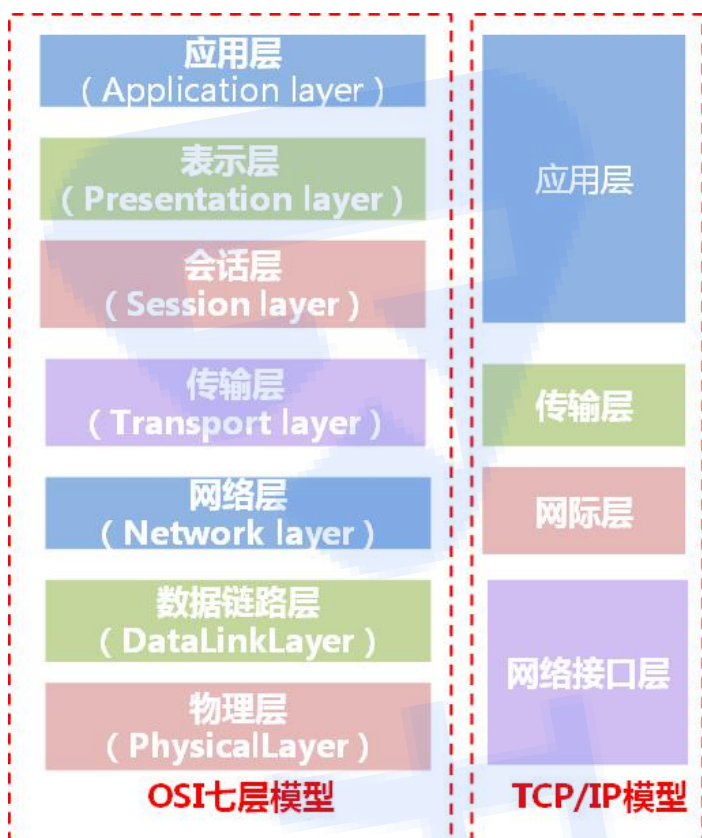 应用层
（Application layer）
表示层
（Presentation layer）
会话层
（Session layer）
传输层
（Transport layer）
网络层
（Network layer）
数据链路层
（DataLinkLayer）
物理层
（PhysicalLayer）
OSI七层模型
应用层
传输层
网际层
网络接口层
TCP/IP模型